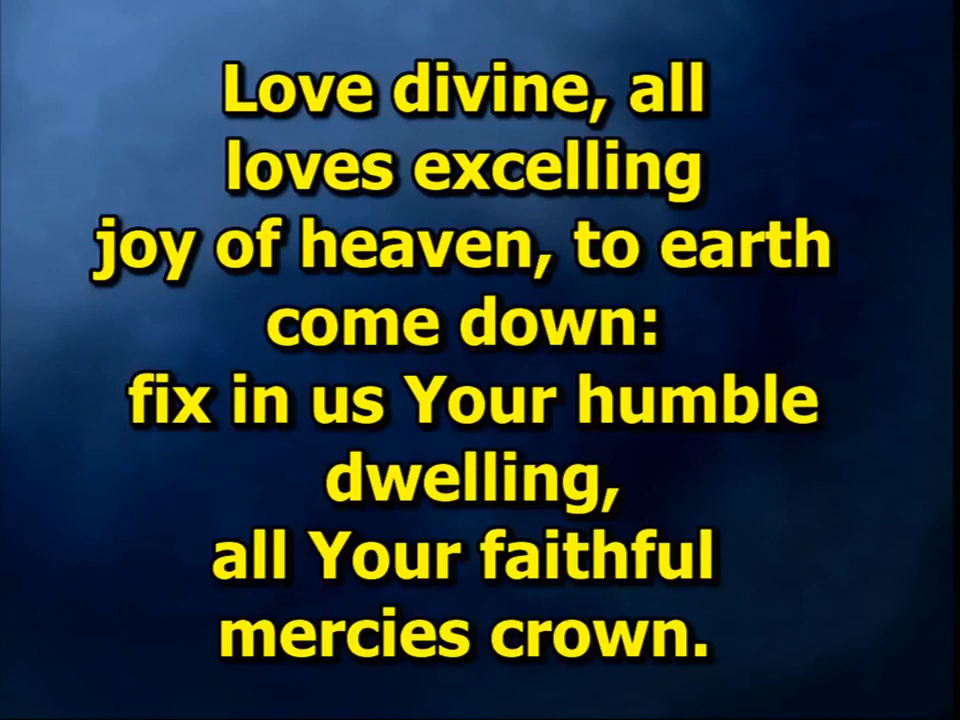 Love divine, all
loves excelling
joy of heaven, to earth
come down:
fix in us Your humble
dwelling,
all Your faithful
mercies crown.